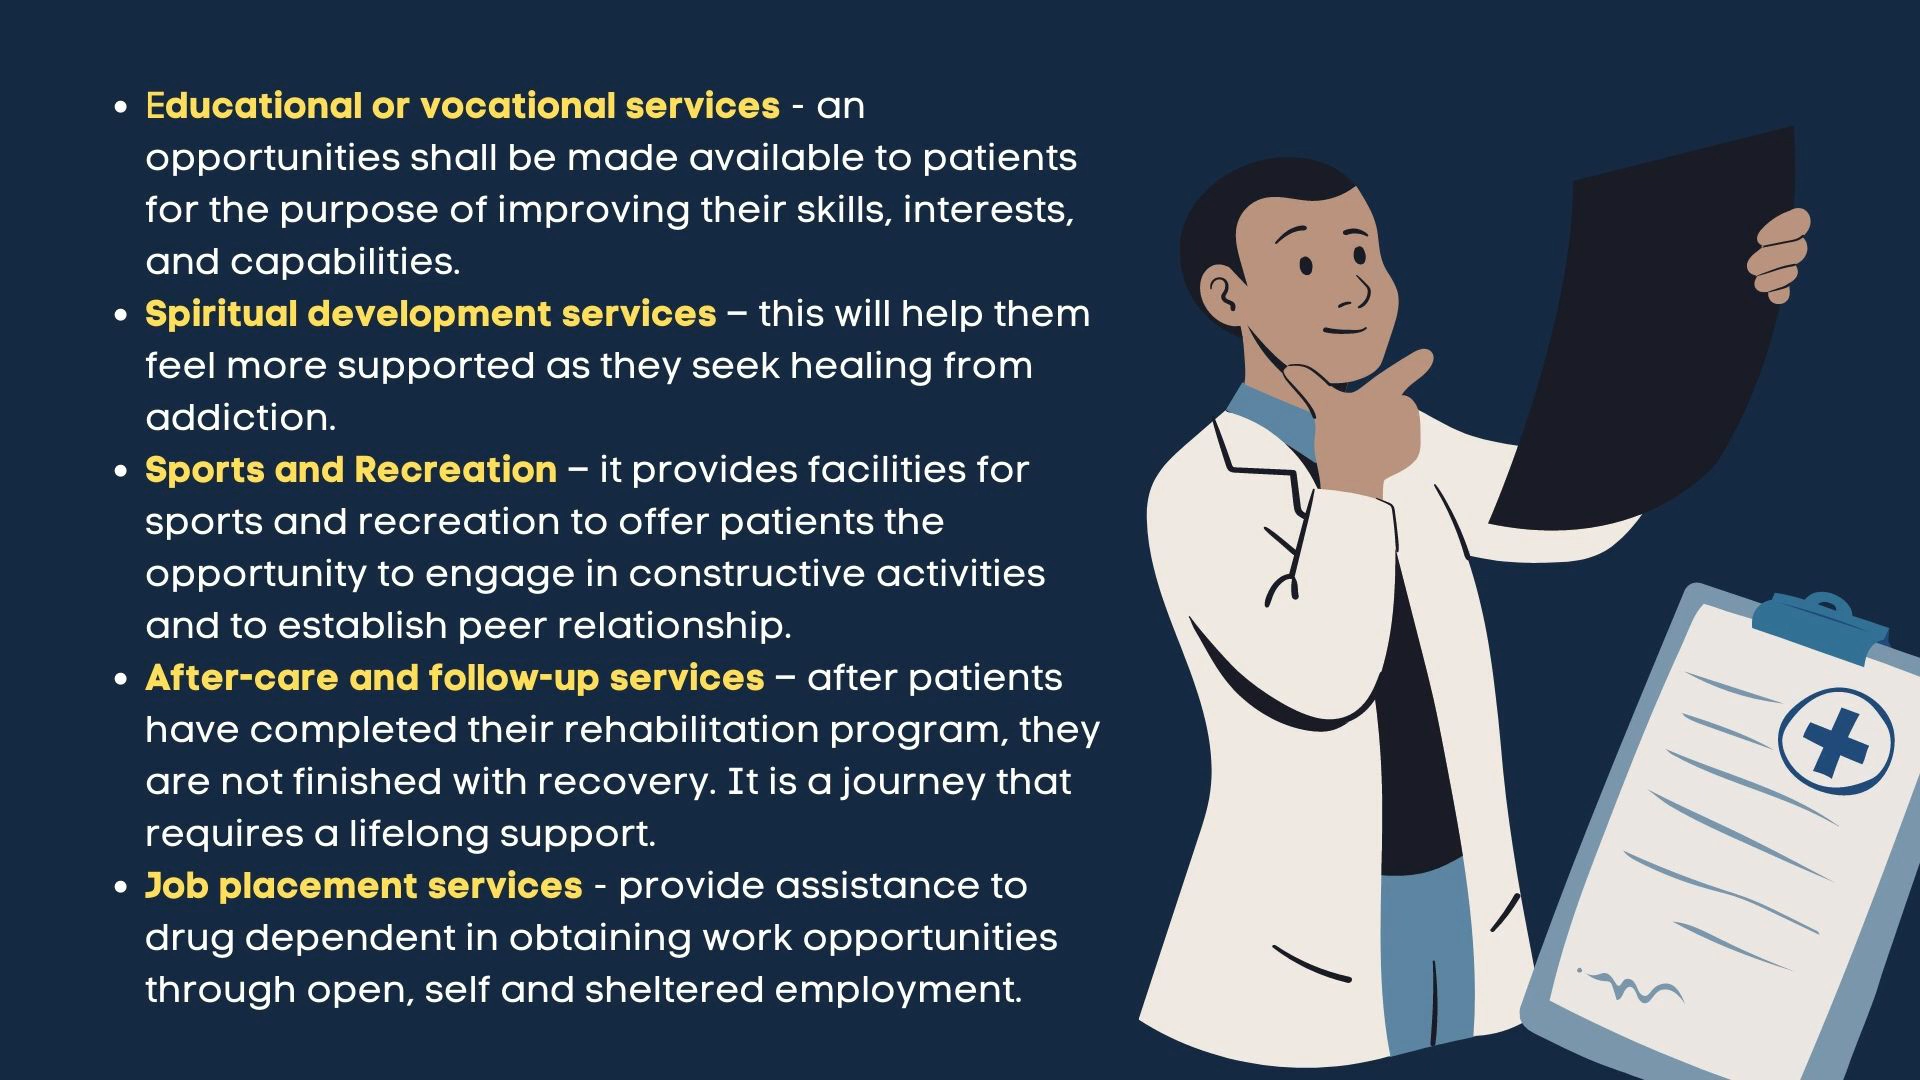 • Educational or vocational services - an
opportunities shall be made available to patients
for the purpose of improving their skills, interests,
and capabilities.
• Spiritual development services – this will help them
feel more supported as they seek healing from
addiction.
• Sports and Recreation – it provides facilities for
sports and recreation to offer patients the
opportunity to engage in constructive activities
and to establish peer relationship.
• After-care and follow-up services – after patients
have completed their rehabilitation program, they
are not finished with recovery. It is a journey that
requires a lifelong support.
• Job placement services - provide assistance to
drug dependent in obtaining work opportunities
through open, self and sheltered employment.